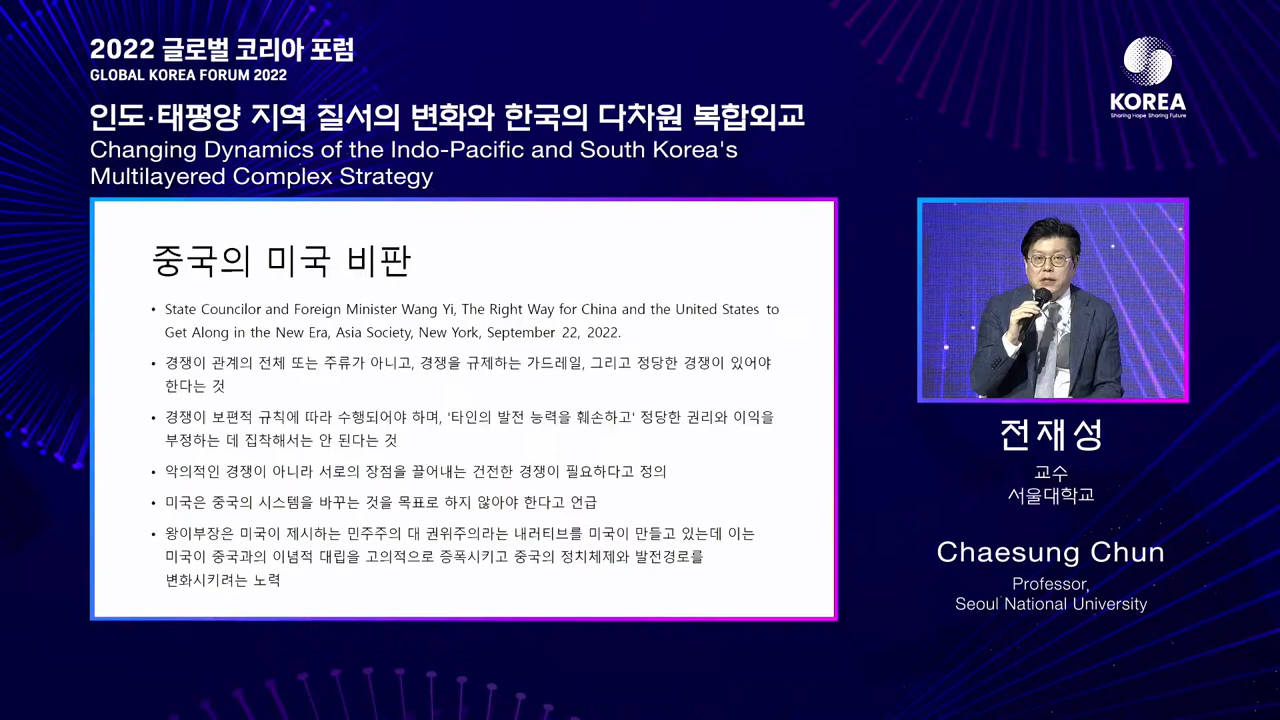 2022 글로벌 코리아 포럼
GLOBAL KOREA FORUM 2022
인도·태평양 지역 질서의 변화와 한국의 다차원 복합외교
Changing Dynamics of the Indo-Pacific and South Korea's
Multilayered Complex Strategy
KOREA
Sharing Hope Sharing Future
중국의 미국 비판
• State Councilor and Foreign Minister Wang Yi, The Right Way for China and the United States to
Get Along in the New Era, Asia Society, New York, September 22, 2022.
• 경쟁이 관계의 전체 또는 주류가 아니고, 경쟁을 규제하는 가드레일, 그리고 정당한 경쟁이 있어야
한다는 것
• 경쟁이 보편적 규칙에 따라 수행되어야 하며, '타인의 발전 능력을 훼손하고' 정당한 권리와 이익을
부정하는 데 집착해서는 안 된다는 것
• 악의적인 경쟁이 아니라 서로의 장점을 끌어내는 건전한 경쟁이 필요하다고 정의
• 미국은 중국의 시스템을 바꾸는 것을 목표로 하지 않아야 한다고 언급
• 왕이부장은 미국이 제시하는 민주주의 대 권위주의라는 내러티브를 미국이 만들고 있는데 이는
미국이 중국과의 이념적 대립을 고의적으로 증폭시키고 중국의 정치체제와 발전경로를
변화시키려는 노력
전재성
교수
서울대학교
Chaesung Chun
Professor,
Seoul National University